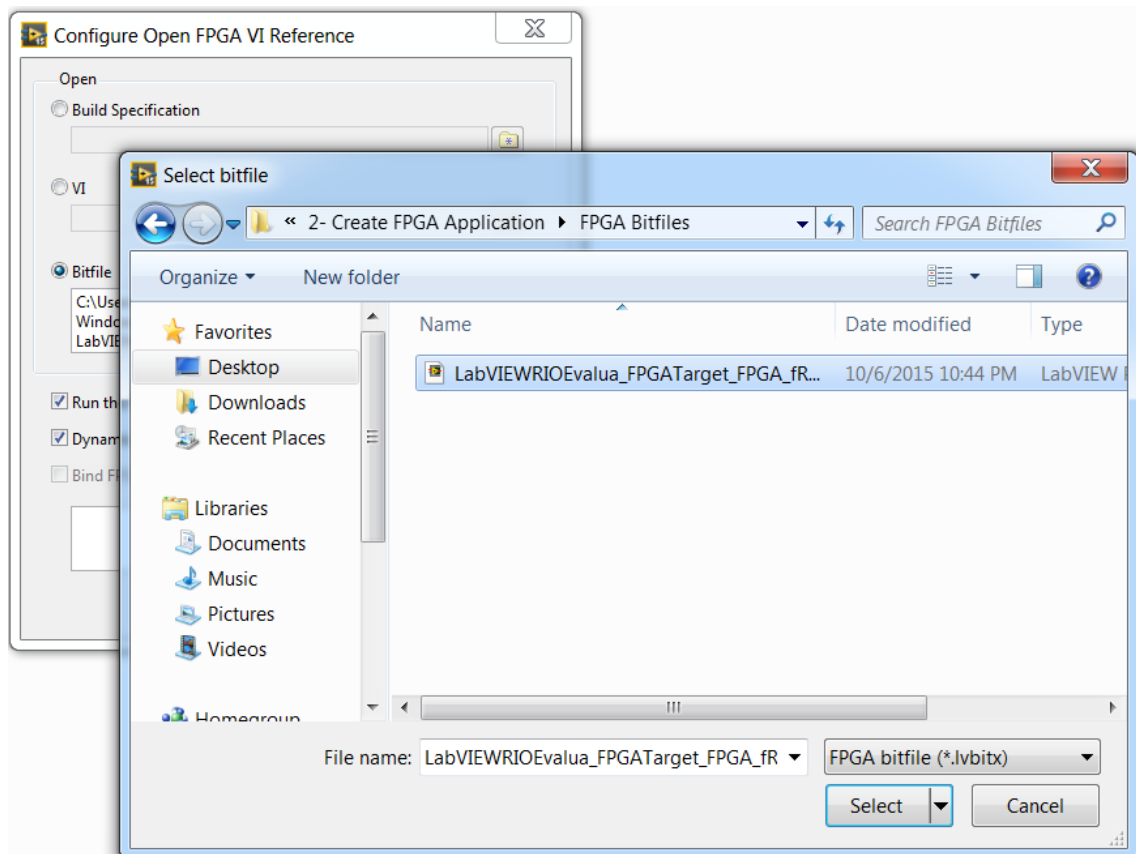 Configure Open FPGA VI Reference
Open
Build Specification
VI
Bitfile
C:\Use
Windo
LabVIE
Run th
Dynam
Bind FP
Select bitfile
« 2- Create FPGA Application FPGA Bitfiles
Search FPGA Bitfiles
Organize New folder
Name Date modified Type
LabVIEWRIOEvalua_FPGATarget_FPGA_fR... 10/6/2015 10:44 PM LabVIEW
Favorites
Desktop
Downloads
Recent Places
Libraries
Documents
Music
Pictures
Videos
Homegroup
File name: LabVIEWRIOEvalua_FPGATarget_FPGA_fR FPGA bitfile (*.lvbitx)
Select Cancel